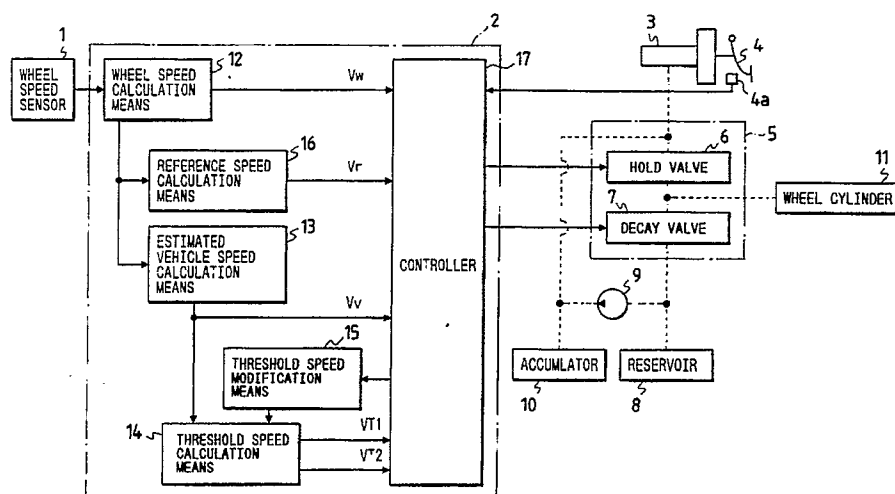 1
WHEEL
SPEED
SENSOR
2
12
WHEEL SPEED
CALCULATION
MEANS
Vw
17
CONTROLLER
16
REFERENCE SPEED
CALCULATION
MEANS
Vr
13
ESTIMATED
VEHICLE SPEED
CALCULATION
MEANS
Vv
15
THRESHOLD SPEED
MODIFICATION
MEANS
14
THRESHOLD SPEED
CALCULATION
MEANS
VT1
VT2
3
4
4a
5
6
HOLD VALVE
7
DECAY VALVE
11
WHEEL CYLINDER
9
ACCUMLATOR
10
RESERVOIR
8